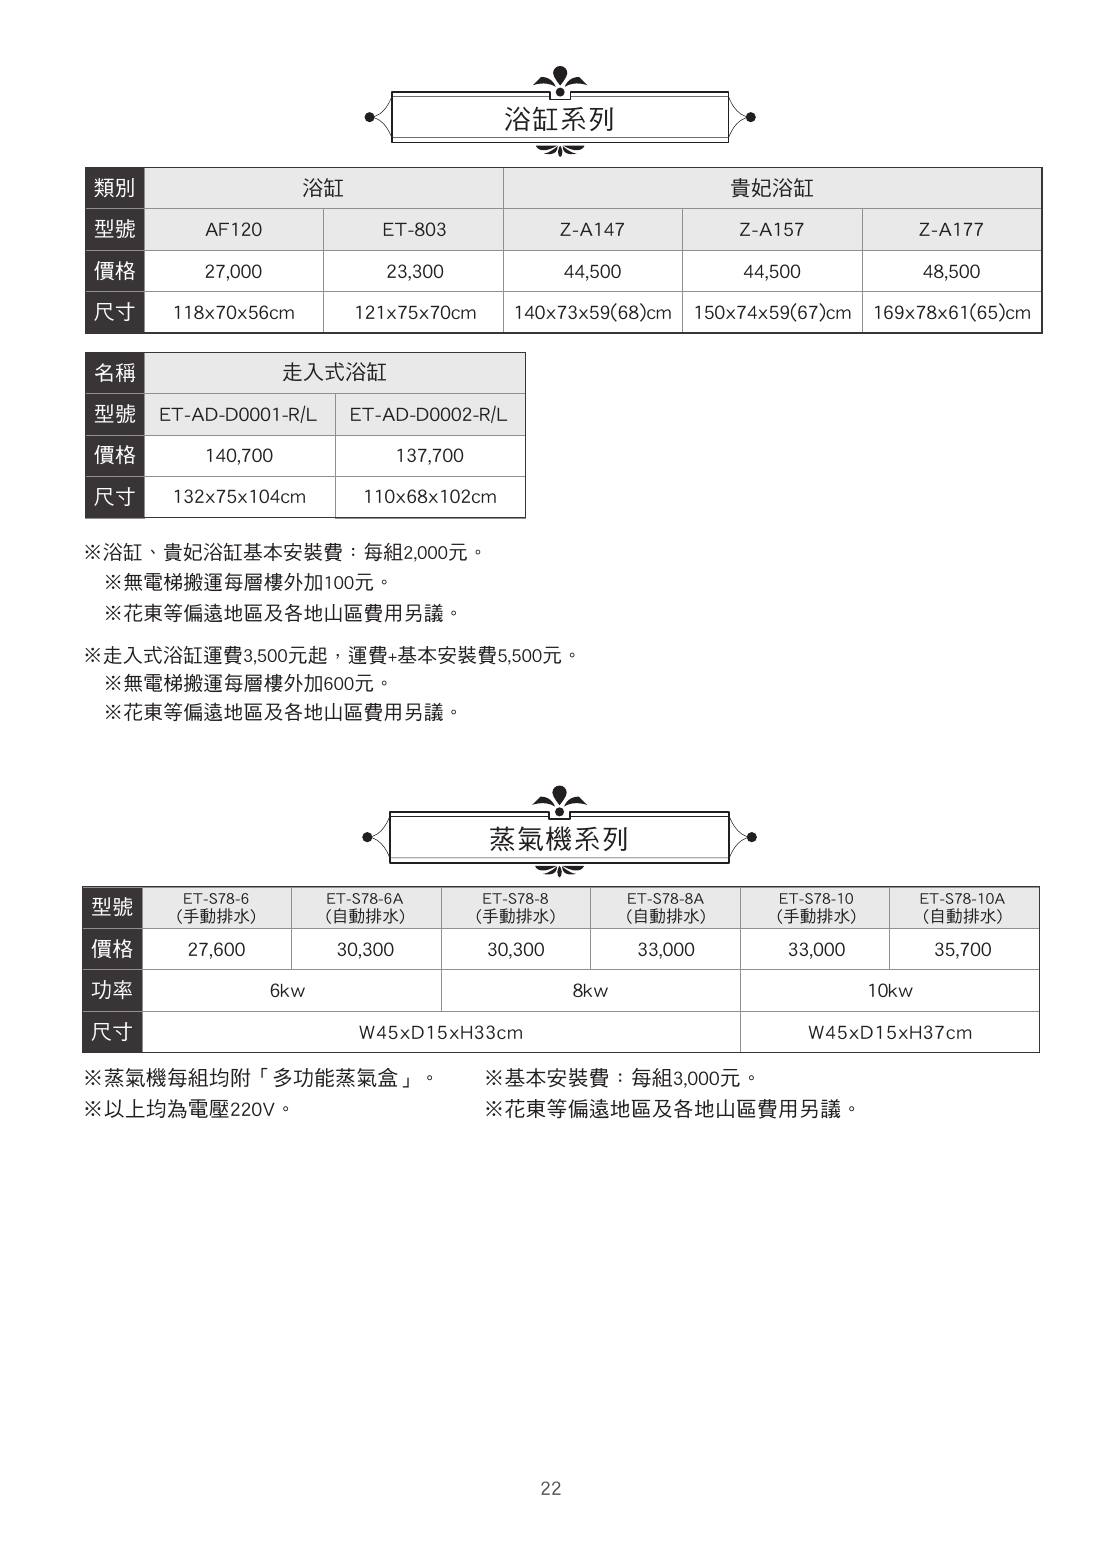 浴缸系列
類別 浴缸 貴妃浴缸
型號 AF120 ET-803 Z-A147 Z-A157 Z-A177
價格 27,000 23,300 44,500 44,500 48,500
尺寸 118x70x56cm 121x75x70cm 140x73x59(68)cm 150x74x59(67)cm 169x78x61(65)cm
名稱 走入式浴缸
型號 ET-AD-D0001-R/L ET-AD-D0002-R/L
價格 140,700 137,700
尺寸 132x75x104cm 110x68x102cm
※浴缸、貴妃浴缸基本安裝費：每組2,000元。
※無電梯搬運每層樓外加100元。
※花東等偏遠地區及各地山區費用另議。
※走入式浴缸運費3,500元起，運費+基本安裝費5,500元。
※無電梯搬運每層樓外加600元。
※花東等偏遠地區及各地山區費用另議。
蒸氣機系列
型號 ET-S78-6 ET-S78-6A ET-S78-8 ET-S78-8A ET-S78-10 ET-S78-10A
（手動排水） （自動排水） （手動排水） （自動排水） （手動排水） （自動排水）
價格 27,600 30,300 30,300 33,000 33,000 35,700
功率 6kw 8kw 10kw
尺寸 W45xD15xH33cm W45xD15xH37cm
※蒸氣機每組均附「多功能蒸氣盒」。 ※基本安裝費：每組3,000元。
※以上均為電壓220V。 ※花東等偏遠地區及各地山區費用另議。
22